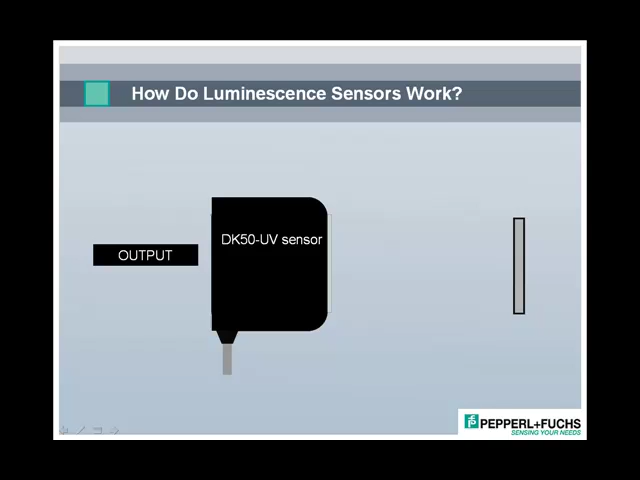 How Do Luminescence Sensors Work?
DK50-UV sensor
OUTPUT
PEPPERL+FUCHS
SENSING YOUR NEEDS